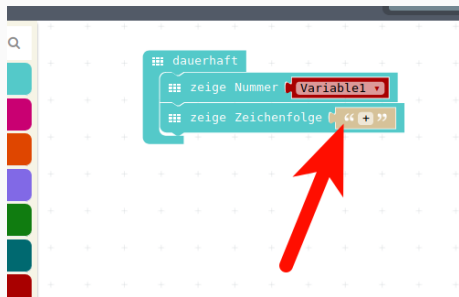 dauerhaft
zeige Nummer Variable1
zeige Zeichenfolge “ + ”